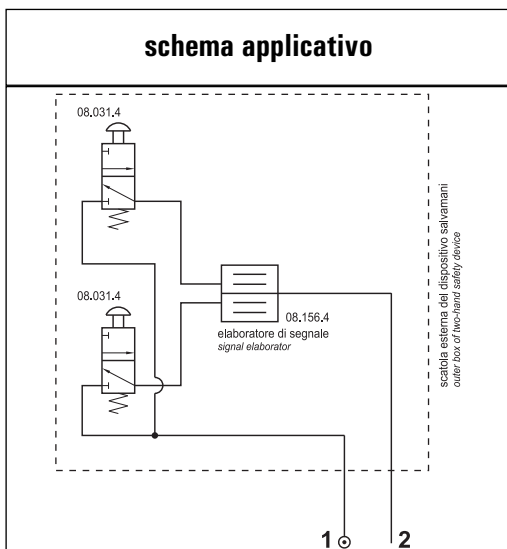 schema applicativo
08.031.4
08.031.4
08.156.4
elaboratore di segnale
signal elaborator
scatola esterna del dispositivo salvamani
outer box of two-hand safety device
1
2